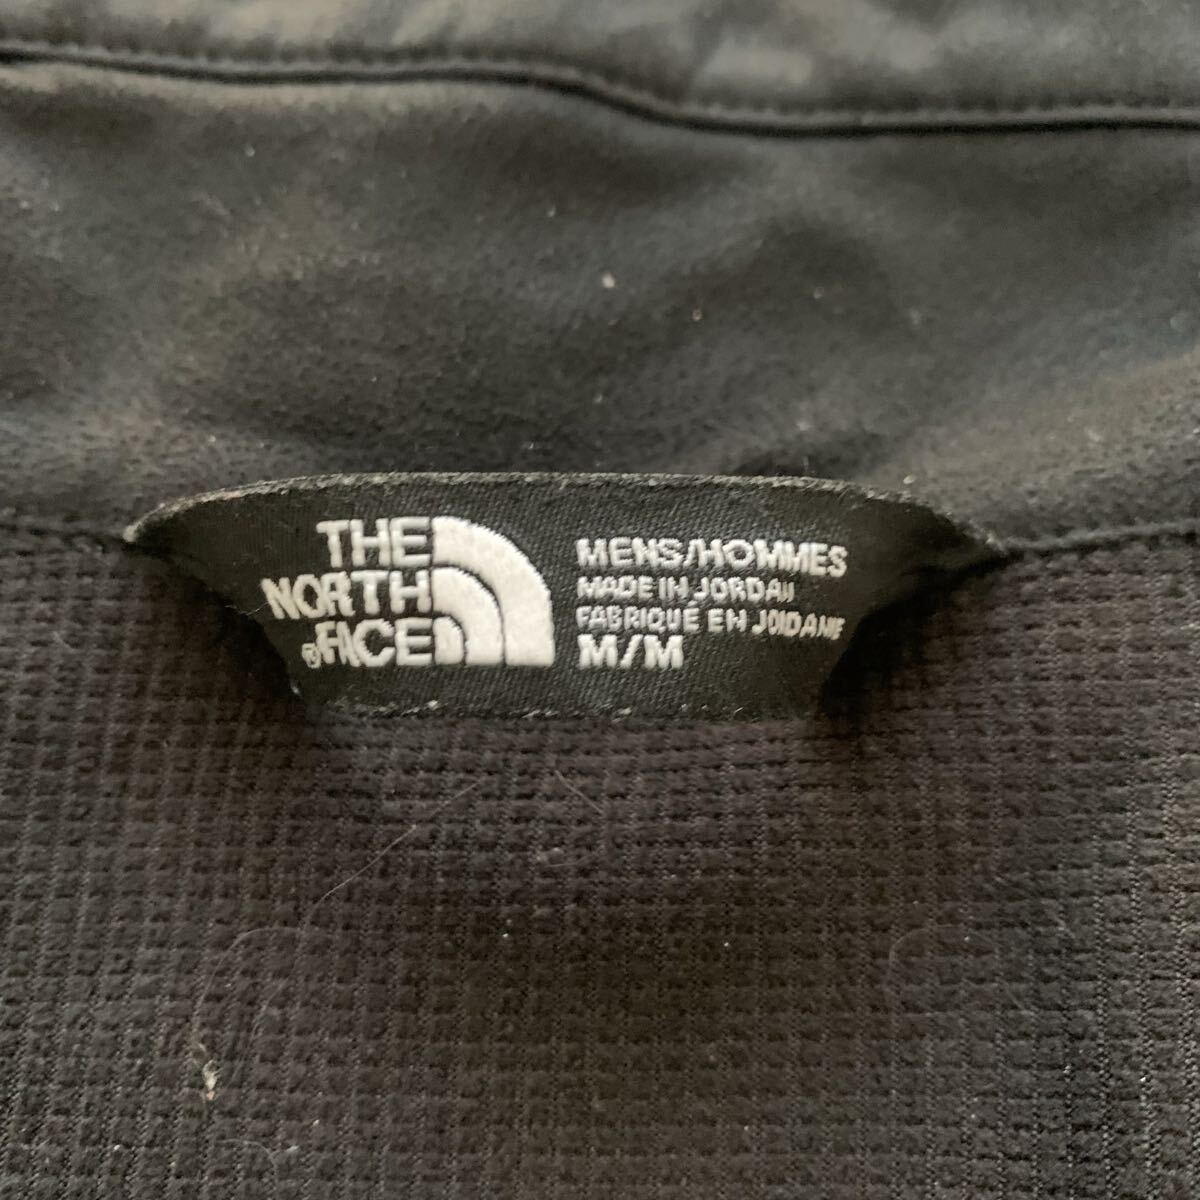 THE
NORTH
®FACE
MENS/HOMMES
MADE IN JORDAN
FABRIQUÉ EN JORDANIE
M/M